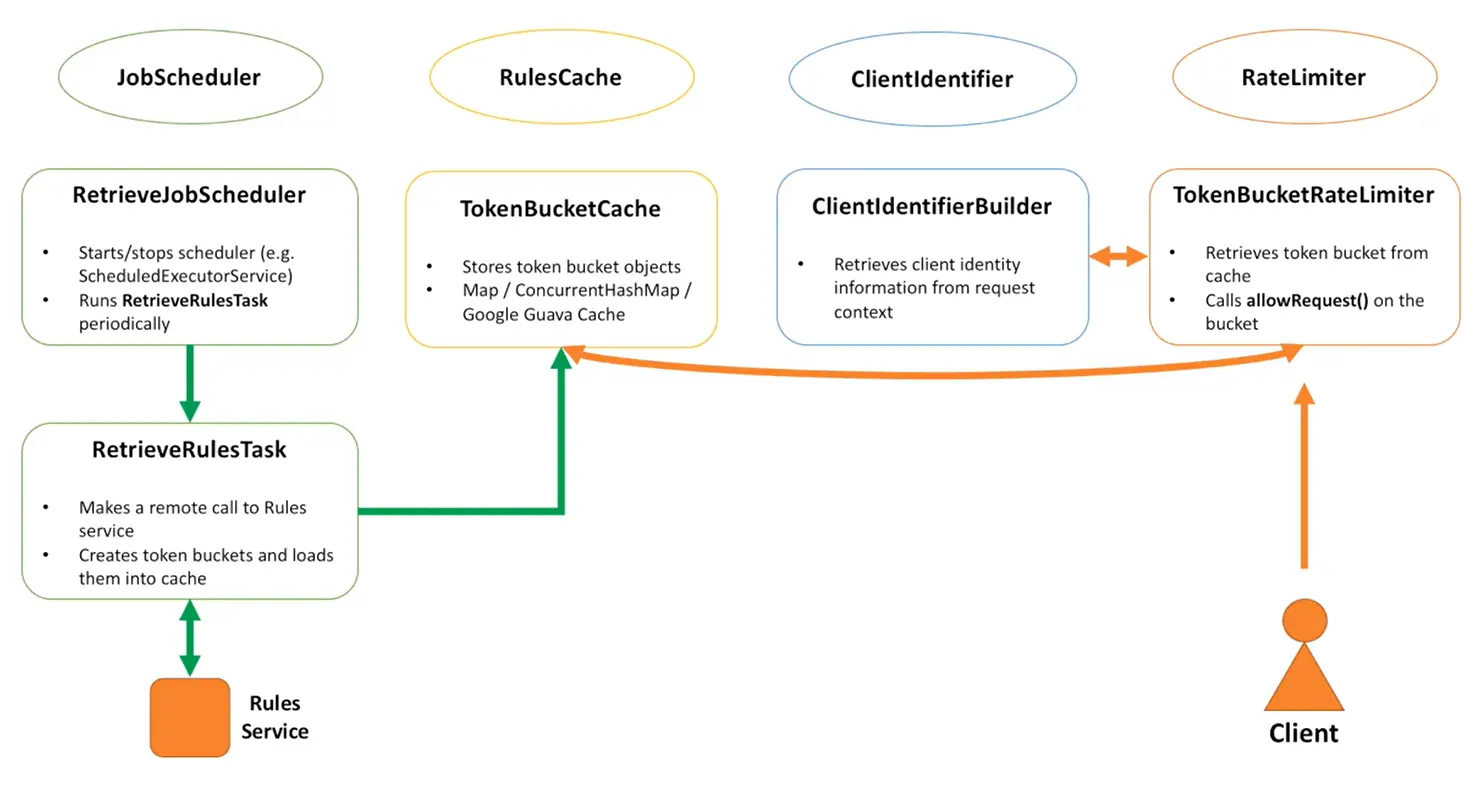 JobScheduler
RulesCache
ClientIdentifier
RateLimiter
RetrieveJobScheduler
• Starts/stops scheduler (e.g.
ScheduledExecutorService)
• Runs RetrieveRulesTask
periodically
TokenBucketCache
• Stores token bucket objects
• Map / ConcurrentHashMap /
Google Guava Cache
ClientIdentifierBuilder
• Retrieves client identity
information from request
context
TokenBucketRateLimiter
• Retrieves token bucket from
cache
• Calls allowRequest() on the
bucket
RetrieveRulesTask
• Makes a remote call to Rules
service
• Creates token buckets and loads
them into cache
Rules
Service
Client